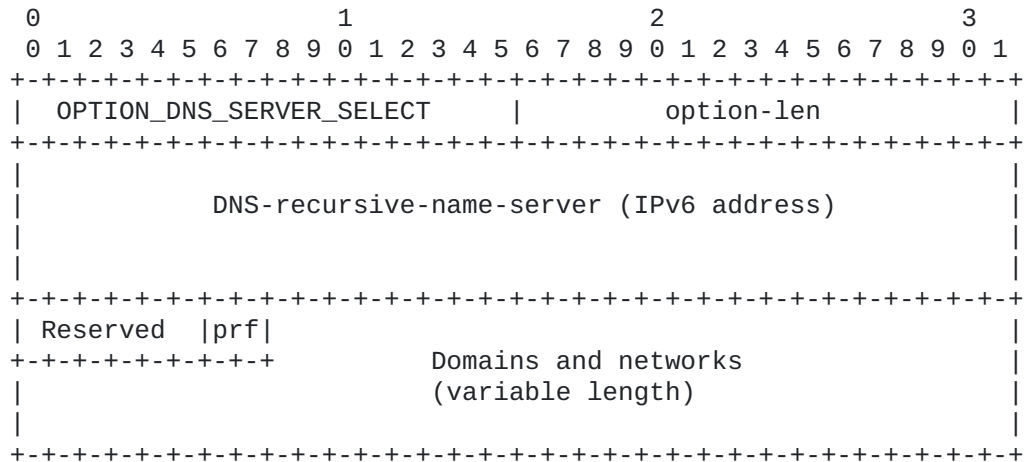 0                   1                   2                   3
 0 1 2 3 4 5 6 7 8 9 0 1 2 3 4 5 6 7 8 9 0 1 2 3 4 5 6 7 8 9 0 1
+-+-+-+-+-+-+-+-+-+-+-+-+-+-+-+-+-+-+-+-+-+-+-+-+-+-+-+-+-+-+-+-+
|  OPTION_DNS_SERVER_SELECT     |         option-len            |
+-+-+-+-+-+-+-+-+-+-+-+-+-+-+-+-+-+-+-+-+-+-+-+-+-+-+-+-+-+-+-+-+
|                                                               |
|            DNS-recursive-name-server (IPv6 address)           |
|                                                               |
|                                                               |
+-+-+-+-+-+-+-+-+-+-+-+-+-+-+-+-+-+-+-+-+-+-+-+-+-+-+-+-+-+-+-+-+
| Reserved  |prf|                                               |
+-+-+-+-+-+-+-+-+          Domains and networks                 |
|                          (variable length)                    |
|                                                               |
+-+-+-+-+-+-+-+-+-+-+-+-+-+-+-+-+-+-+-+-+-+-+-+-+-+-+-+-+-+-+-+-+